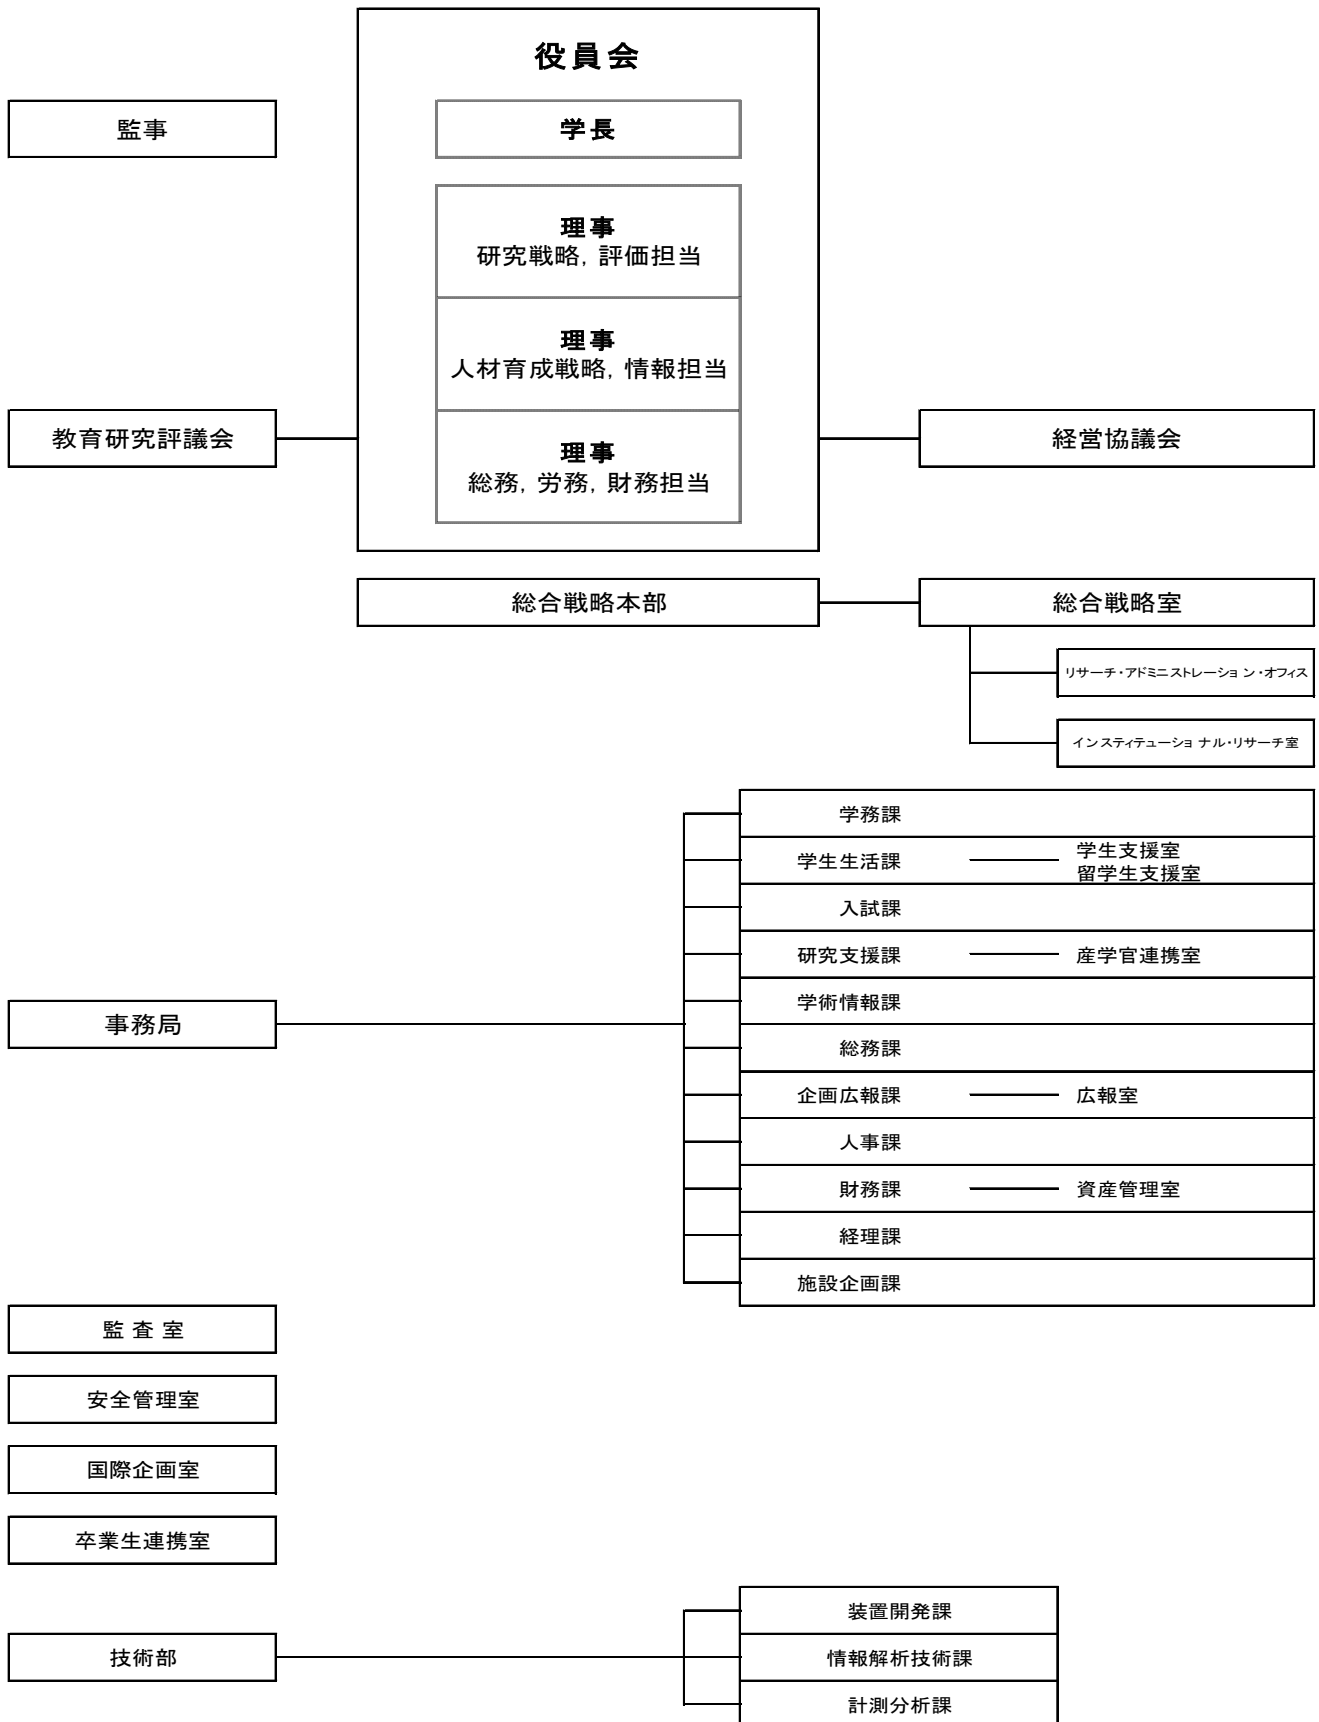 役員会
監事
学長
理事
研究戦略, 評価担当
理事
人材育成戦略, 情報担当
教育研究評議会
理事
総務, 労務, 財務担当
経営協議会
総合戦略本部
総合戦略室
リサーチ・アドミニストレーション・オフィス
インスティテューショナル・リサーチ室
事務局
学務課
学生生活課
学生支援室
留学生支援室
入試課
研究支援課
産学官連携室
学術情報課
総務課
企画広報課
広報室
人事課
財務課
資産管理室
経理課
施設企画課
監査室
安全管理室
国際企画室
卒業生連携室
技術部
装置開発課
情報解析技術課
計測分析課